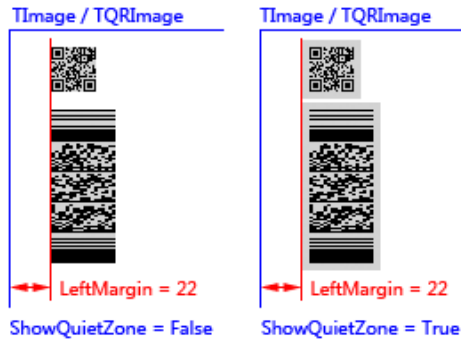 TImage / TQRImage TImage / TQRImage
LeftMargin = 22 LeftMargin = 22
ShowQuietZone = False ShowQuietZone = True